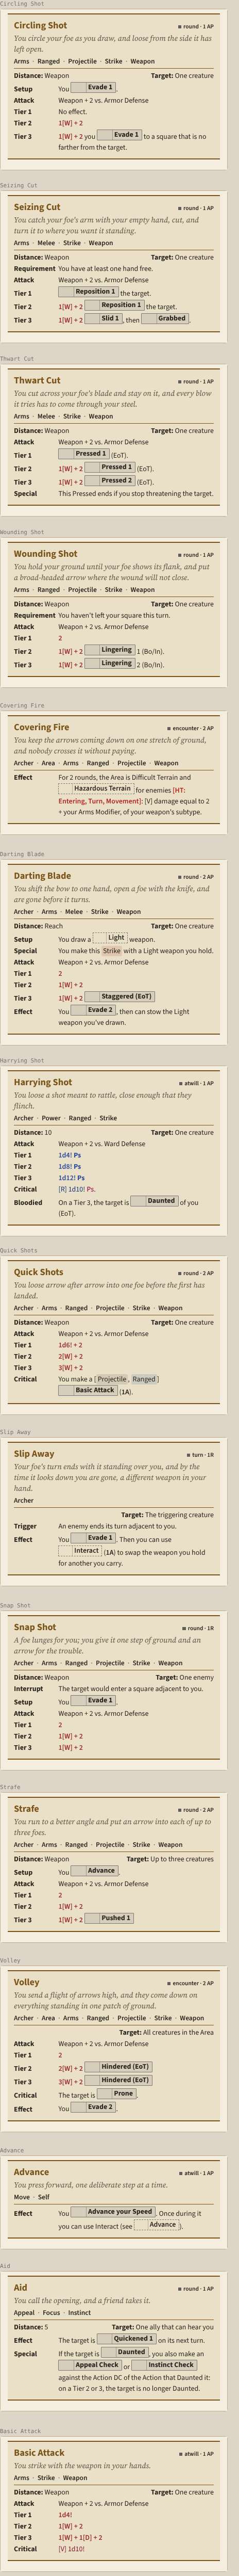 Circling Shot
Circling Shot ■ round · 1 AP
You circle your foe as you draw, and loose from the side it has
left open.
Arms · Ranged · Projectile · Strike · Weapon
Distance: Weapon Target: One creature
Setup You Evade 1.
Attack Weapon + 2 vs. Armor Defense
Tier 1 No effect.
Tier 2 1[W] + 2
Tier 3 1[W] + 2 you Evade 1 to a square that is no
farther from the target.
Seizing Cut
Seizing Cut ■ round · 1 AP
You catch your foe's arm with your empty hand, cut, and
turn it to where you want it standing.
Arms · Melee · Strike · Weapon
Distance: Weapon Target: One creature
Requirement You have at least one hand free.
Attack Weapon + 2 vs. Armor Defense
Tier 1 Reposition 1 the target.
Tier 2 1[W] + 2 Reposition 1 the target.
Tier 3 1[W] + 2 Slid 1, then Grabbed.
Thwart Cut
Thwart Cut ■ round · 1 AP
You cut across your foe's blade and stay on it, and every blow
it tries has to come through your steel.
Arms · Melee · Strike · Weapon
Distance: Weapon Target: One creature
Attack Weapon + 2 vs. Armor Defense
Tier 1 Pressed 1 (EoT).
Tier 2 1[W] + 2 Pressed 1 (EoT).
Tier 3 1[W] + 2 Pressed 2 (EoT).
Special This Pressed ends if you stop threatening the target.
Wounding Shot
Wounding Shot ■ round · 1 AP
You hold your ground until your foe shows its flank, and put
a broad-headed arrow where the wound will not close.
Arms · Ranged · Projectile · Strike · Weapon
Distance: Weapon Target: One creature
Requirement You haven't left your square this turn.
Attack Weapon + 2 vs. Armor Defense
Tier 1 2
Tier 2 1[W] + 2 Lingering 1 (Bo/In).
Tier 3 1[W] + 2 Lingering 2 (Bo/In).
Covering Fire
Covering Fire ■ encounter · 2 AP
You keep the arrows coming down on one stretch of ground,
and nobody crosses it without paying.
Archer · Area · Arms · Ranged · Projectile · Weapon
Effect For 2 rounds, the Area is Difficult Terrain and
Hazardous Terrain for enemies [HT:
Entering, Turn, Movement]: [V] damage equal to 2
+ your Arms Modifier, of your weapon's subtype.
Darting Blade
Darting Blade ■ round · 2 AP
You shift the bow to one hand, open a foe with the knife, and
are gone before it turns.
Archer · Arms · Melee · Strike · Weapon
Distance: Reach Target: One creature
Setup You draw a Light weapon.
Special You make this Strike with a Light weapon you hold.
Attack Weapon + 2 vs. Armor Defense
Tier 1 2
Tier 2 1[W] + 2
Tier 3 1[W] + 2 Staggered (EoT)
Effect You Evade 2, then can stow the Light
weapon you've drawn.
Harrying Shot
Harrying Shot ■ atwill · 1 AP
You loose a shot meant to rattle, close enough that they
flinch.
Archer · Power · Ranged · Strike
Distance: 10 Target: One creature
Attack Weapon + 2 vs. Ward Defense
Tier 1 1d4! Ps
Tier 2 1d8! Ps
Tier 3 1d12! Ps
Critical [R] 1d10! Ps.
Bloodied On a Tier 3, the target is Daunted of you
(EoT).
Quick Shots
Quick Shots ■ round · 2 AP
You loose arrow after arrow into one foe before the first has
landed.
Archer · Arms · Ranged · Projectile · Strike · Weapon
Distance: Weapon Target: One creature
Attack Weapon + 2 vs. Armor Defense
Tier 1 1d6! + 2
Tier 2 2[W] + 2
Tier 3 3[W] + 2
Critical You make a [Projectile, Ranged]
Basic Attack (1A).
Slip Away
Slip Away ■ turn · 1R
Your foe's turn ends with it standing over you, and by the
time it looks down you are gone, a different weapon in your
hand.
Archer
Target: The triggering creature
Trigger An enemy ends its turn adjacent to you.
Effect You Evade 1. Then you can use
Interact (1A) to swap the weapon you hold
for another you carry.
Snap Shot
Snap Shot ■ round · 1R
A foe lunges for you; you give it one step of ground and an
arrow for the trouble.
Archer · Arms · Ranged · Projectile · Strike · Weapon
Distance: Weapon Target: One enemy
Interrupt The target would enter a square adjacent to you.
Setup You Evade 1.
Attack Weapon + 2 vs. Armor Defense
Tier 1 2
Tier 2 1[W] + 2
Tier 3 1[W] + 2
Strafe
Strafe ■ round · 2 AP
You run to a better angle and put an arrow into each of up to
three foes.
Archer · Arms · Ranged · Projectile · Strike · Weapon
Distance: Weapon Target: Up to three creatures
Setup You Advance.
Attack Weapon + 2 vs. Armor Defense
Tier 1 2
Tier 2 1[W] + 2
Tier 3 1[W] + 2 Pushed 1
Volley
Volley ■ encounter · 2 AP
You send a flight of arrows high, and they come down on
everything standing in one patch of ground.
Archer · Area · Arms · Ranged · Projectile · Strike · Weapon
Target: All creatures in the Area
Attack Weapon + 2 vs. Armor Defense
Tier 1 2
Tier 2 2[W] + 2 Hindered (EoT)
Tier 3 3[W] + 2 Hindered (EoT)
Critical The target is Prone.
Effect You Evade 2.
Advance
Advance ■ atwill · 1 AP
You press forward, one deliberate step at a time.
Move · Self
Effect You Advance your Speed. Once during it
you can use Interact (see Advance).
Aid
Aid ■ round · 1 AP
You call the opening, and a friend takes it.
Appeal · Focus · Instinct
Distance: 5 Target: One ally that can hear you
Effect The target is Quickened 1 on its next turn.
Special If the target is Daunted, you also make an
Appeal Check or Instinct Check
against the Action DC of the Action that Daunted it:
on a Tier 2 or 3, the target is no longer Daunted.
Basic Attack
Basic Attack ■ atwill · 1 AP
You strike with the weapon in your hands.
Arms · Strike · Weapon
Distance: Weapon Target: One creature
Attack Weapon + 2 vs. Armor Defense
Tier 1 1d4!
Tier 2 1[W] + 2
Tier 3 1[W] + 1[D] + 2
Critical [V] 1d10!